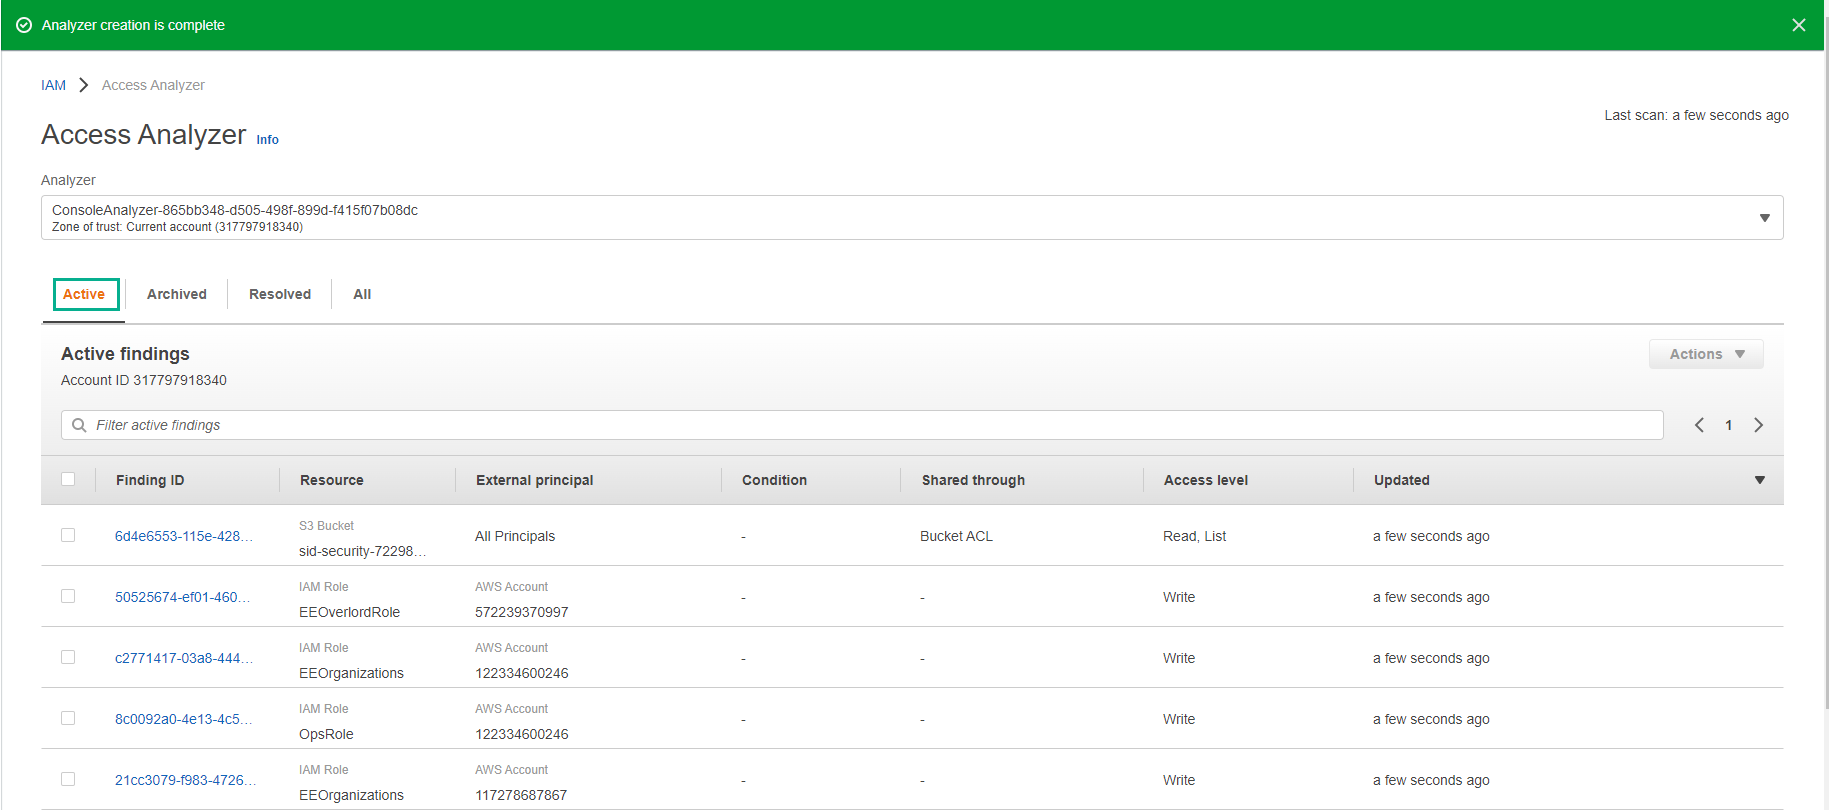 Analyzer creation is complete
IAM > Access Analyzer
Last scan: a few seconds ago
Access Analyzer Info
Analyzer
ConsoleAnalyzer-865bb348-d505-498f-899d-f415f07b08dc
Zone of trust: Current account (317797918340)
Active Archived Resolved All
Active findings
Actions
Account ID 317797918340
Filter active findings
1
Finding ID Resource External principal Condition Shared through Access level Updated
S3 Bucket
6d4e6553-115e-428... All Principals - Bucket ACL Read, List a few seconds ago
sid-security-72298...
IAM Role AWS Account
50525674-ef01-460... - - Write a few seconds ago
EEOverlordRole 572239370997
IAM Role AWS Account
c2771417-03a8-444... - - Write a few seconds ago
EEOrganizations 122334600246
IAM Role AWS Account
8c0092a0-4e13-4c5... - - Write a few seconds ago
OpsRole 122334600246
IAM Role AWS Account
21cc3079-f983-4726... - - Write a few seconds ago
EEOrganizations 117278687867